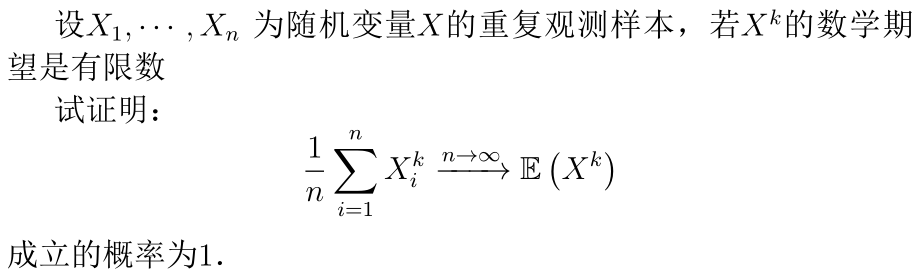 设$X_1, \cdots, X_n$ 为随机变量$X$的重复观测样本，若$X^k$的数学期
望是有限数
试证明：
$$\frac{1}{n}\sum_{i=1}^{n} X_i^k \xrightarrow{n\to\infty} \mathbb{E}\left(X^k\right)$$
成立的概率为1.